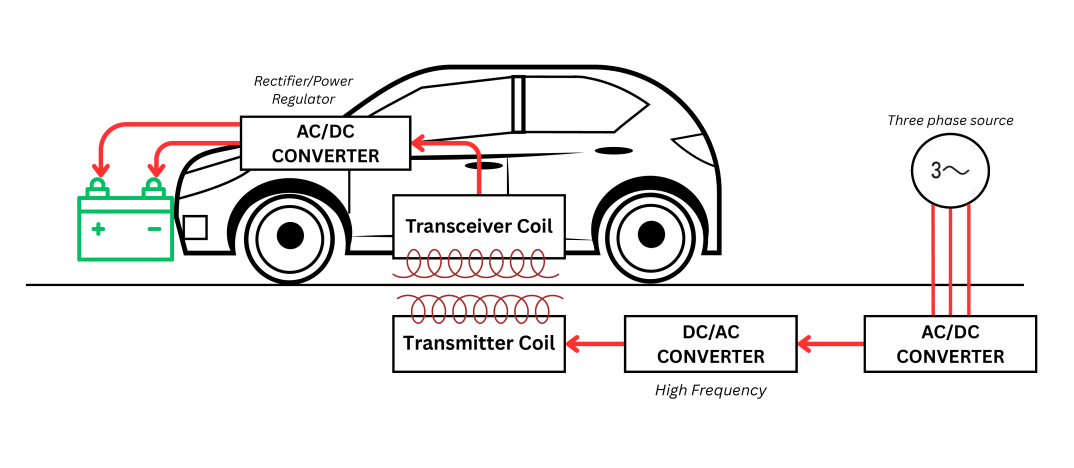 Rectifier/Power
Regulator
AC/DC
CONVERTER
Three phase source
3～
+
−
Transceiver Coil
Transmitter Coil
DC/AC
CONVERTER
AC/DC
CONVERTER
High Frequency